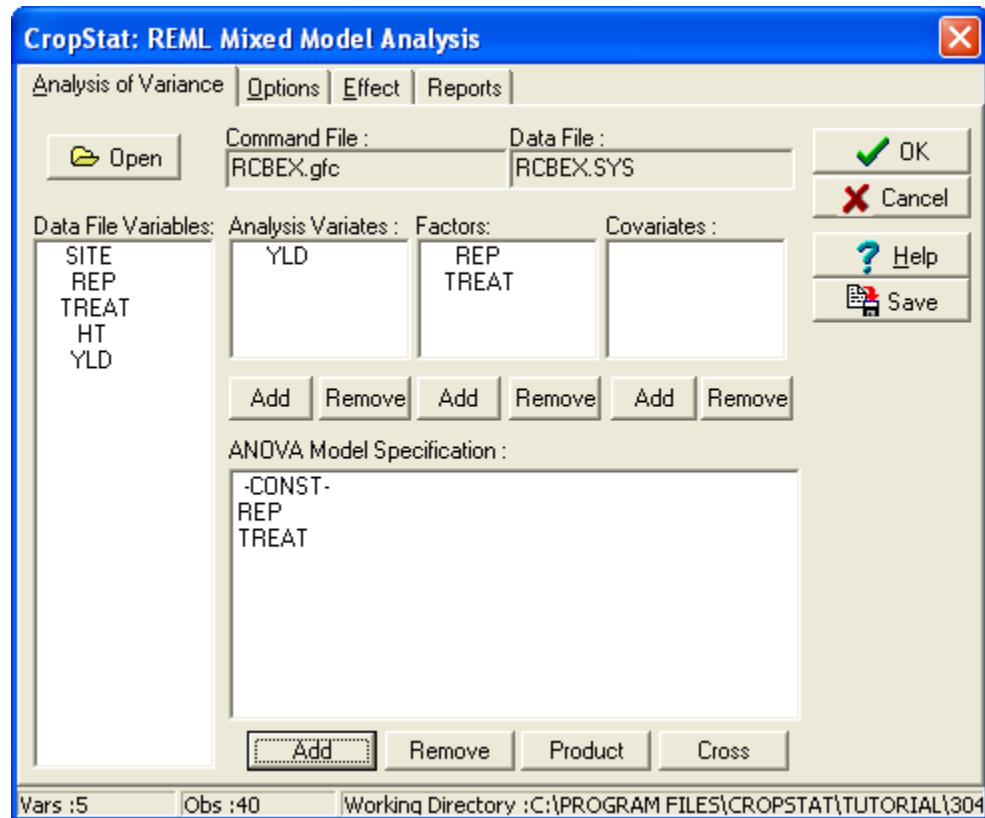 CropStat: REML Mixed Model Analysis
Analysis of Variance Options Effect Reports
Open
Command File :
RCBEX.gfc
Data File :
RCBEX.SYS
OK
Cancel
Help
Save
Data File Variables:
SITE
REP
TREAT
HT
YLD
Analysis Variates :
YLD
Factors:
REP
TREAT
Covariates :
Add Remove Add Remove Add Remove
ANOVA Model Specification :
-CONST-
REP
TREAT
Add Remove Product Cross
Vars :5 Obs :40 Working Directory :C:\PROGRAM FILES\CROPSTAT\TUTORIAL\304